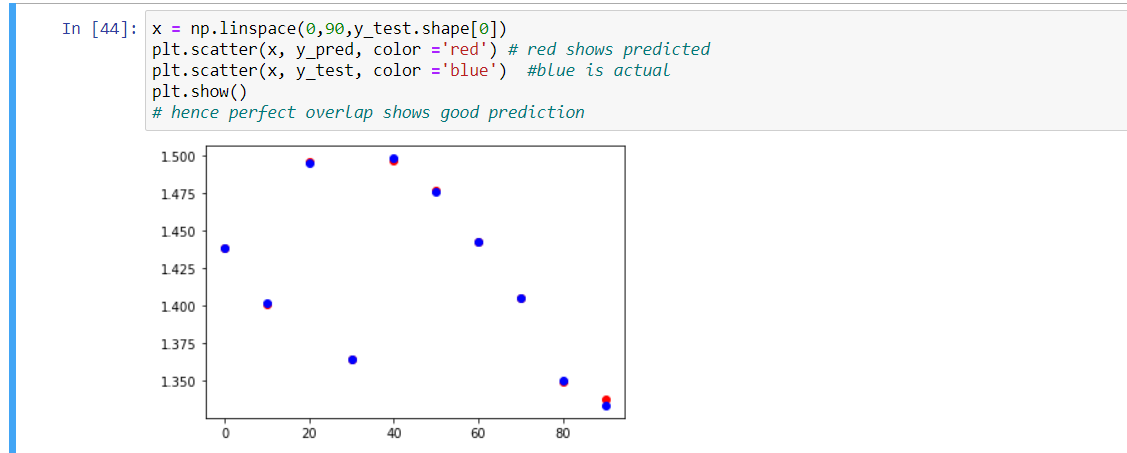 In [44]: x = np.linspace(0,90,y_test.shape[0])
plt.scatter(x, y_pred, color ='red') # red shows predicted
plt.scatter(x, y_test, color ='blue')  #blue is actual
plt.show()
# hence perfect overlap shows good prediction
1.500
1.475
1.450
1.425
1.400
1.375
1.350
0 20 40 60 80